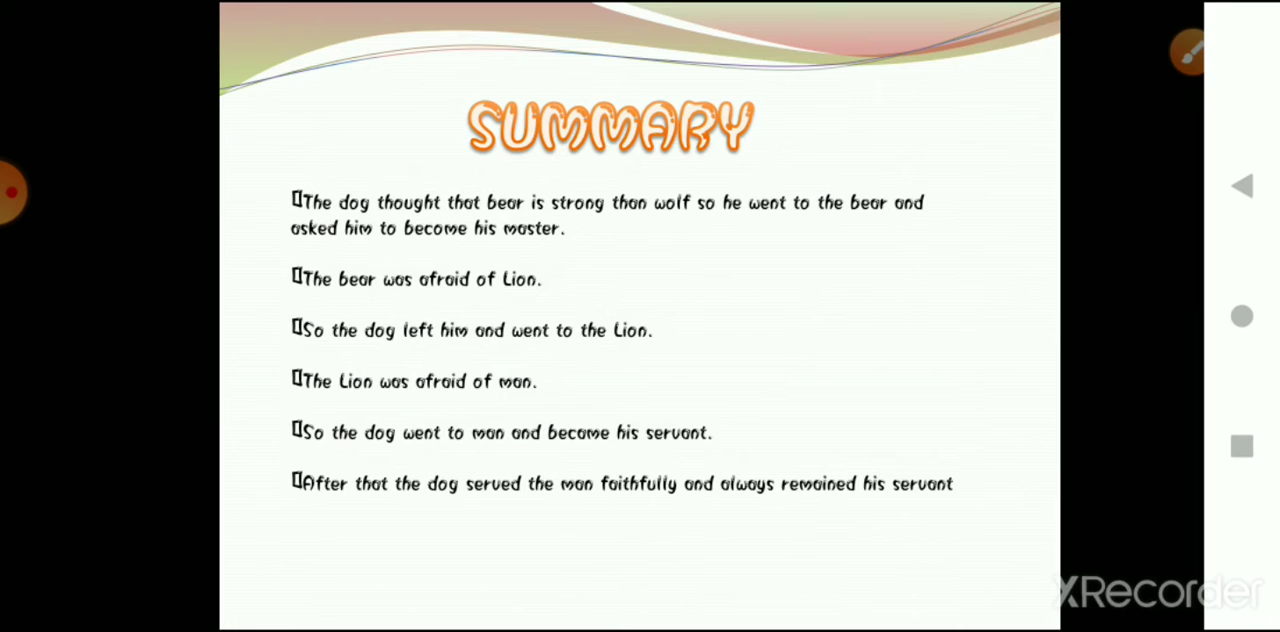 SUMMARY
The dog thought that bear is strong than wolf so he went to the bear and
asked him to become his master.
The bear was afraid of Lion.
So the dog left him and went to the Lion.
The Lion was afraid of man.
So the dog went to man and became his servant.
After that the dog served the man faithfully and always remained his servant
XRecorder